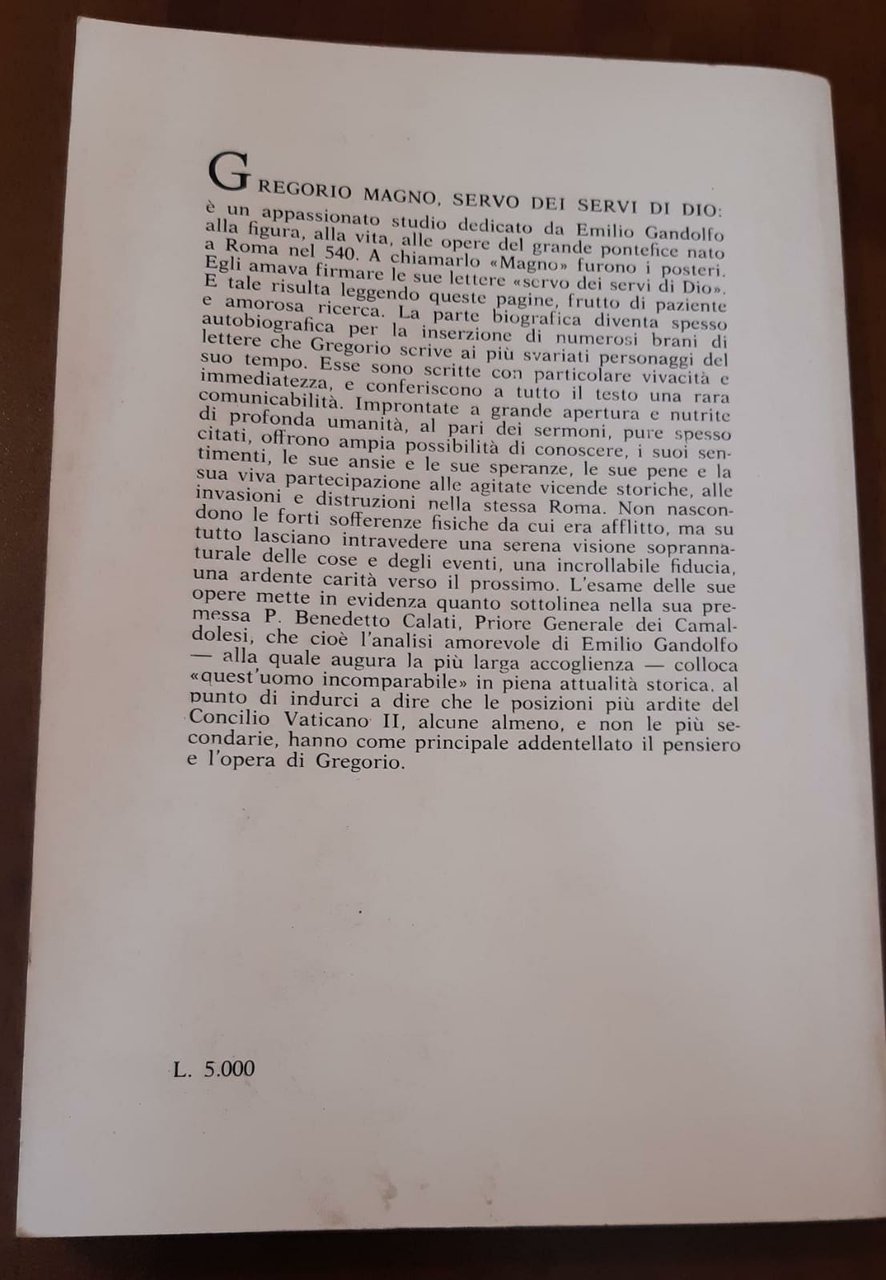 GREGORIO MAGNO, SERVO DEI SERVI DI DIO:
è un appassionato studio dedicato da Emilio Gandolfo
alla figura, alla vita, alle opere del grande pontefice nato
a Roma nel 540. A chiamarlo «Magno» furono i posteri.
Egli amava firmare le sue lettere «servo dei servi di Dio».
E tale risulta leggendo queste pagine, frutto di paziente
e amorosa ricerca. La parte biografica diventa spesso
autobiografica per la inserzione di numerosi brani di
lettere che Gregorio scrive ai più svariati personaggi del
suo tempo. Esse sono scritte con particolare vivacità e
immediatezza, e conferiscono a tutto il testo una rara
comunicabilità. Improntate a grande apertura e nutrite
di profonda umanità, al pari dei sermoni, pure spesso
citati, offrono ampia possibilità di conoscere, i suoi sen-
timenti, le sue ansie e le sue speranze, le sue pene e la
sua viva partecipazione alle agitate vicende storiche, alle
invasioni e distruzioni nella stessa Roma. Non nascon-
dono le forti sofferenze fisiche da cui era afflitto, ma su
tutto lasciano intravedere una serena visione sopranna-
turale delle cose e degli eventi, una incrollabile fiducia,
una ardente carità verso il prossimo. L'esame delle sue
opere mette in evidenza quanto sottolinea nella sua pre-
messa P. Benedetto Calati, Priore Generale dei Camal-
dolesi, che cioè l'analisi amorevole di Emilio Gandolfo
— alla quale augura la più larga accoglienza — colloca
«quest'uomo incomparabile» in piena attualità storica. al
punto di indurci a dire che le posizioni più ardite del
Concilio Vaticano II, alcune almeno, e non le più se-
condarie, hanno come principale addentellato il pensiero
e l'opera di Gregorio.
L. 5.000